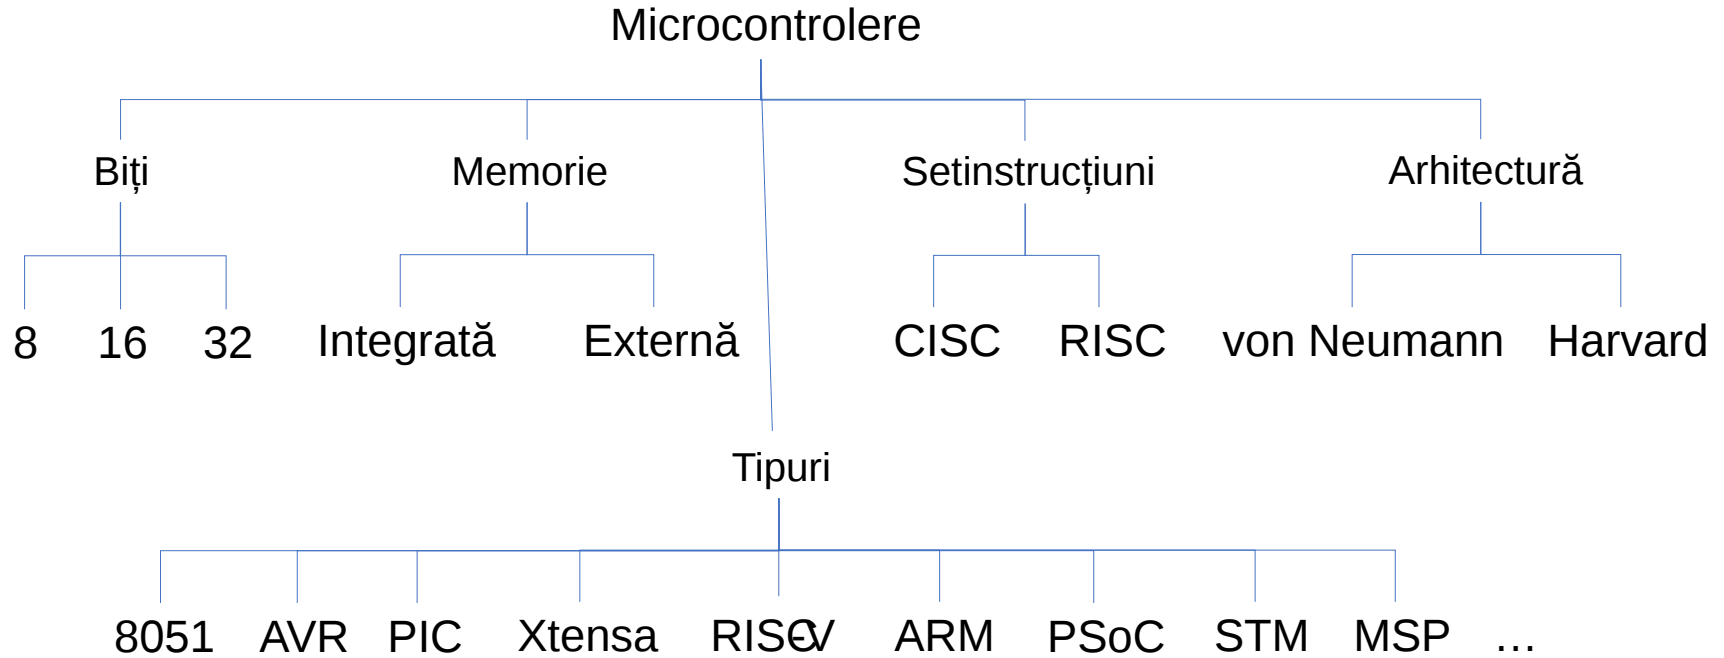 Microcontrolere
Biți Memorie Setinstrucțiuni Arhitectură
8 16 32 Integrată Externă CISC RISC von Neumann Harvard
Tipuri
8051 AVR PIC Xtensa RISC-V ARM PSoC STM MSP ...